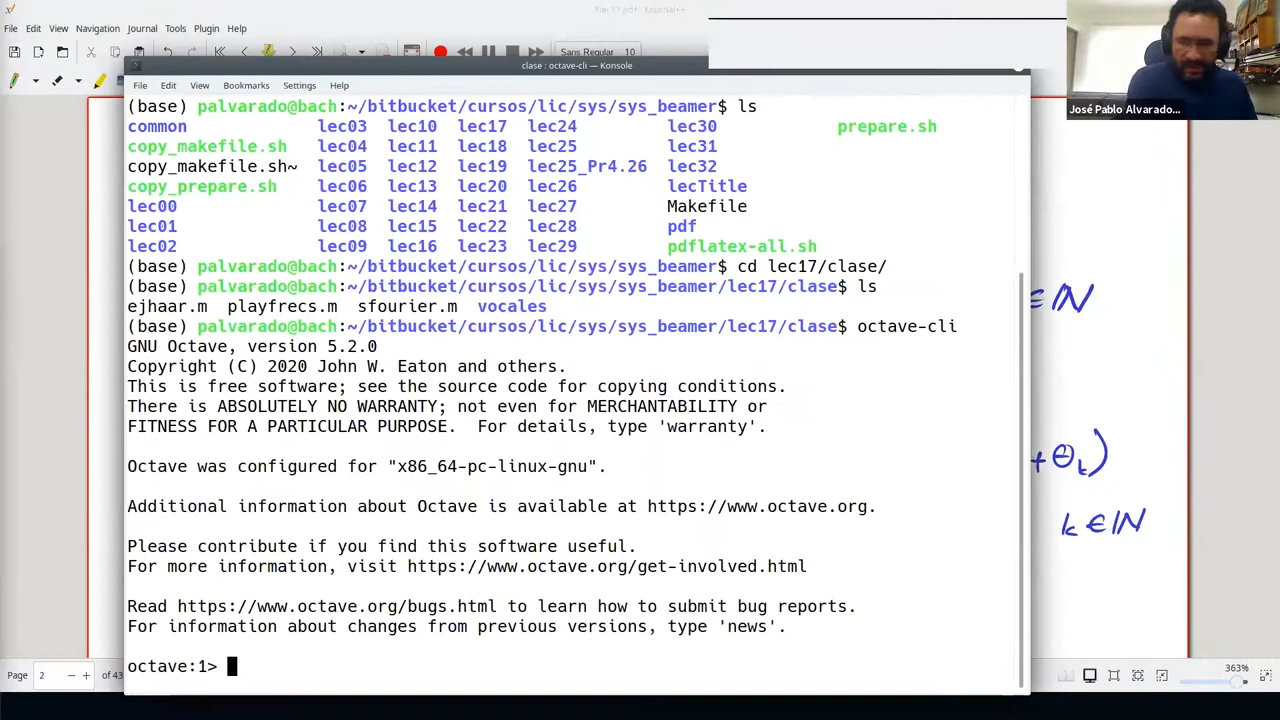 lec17.pdf - Xournal++
File Edit View Navigation Journal Tools Plugin Help
Sans Regular 10
clase : octave-cli — Konsole
File Edit View Bookmarks Settings Help
José Pablo Alvarado...
(base) palvarado@bach:~/bitbucket/cursos/lic/sys/sys_beamer$ ls
common lec03 lec10 lec17 lec24 lec30 prepare.sh
copy_makefile.sh lec04 lec11 lec18 lec25 lec31
copy_makefile.sh~ lec05 lec12 lec19 lec25_Pr4.26 lec32
copy_prepare.sh lec06 lec13 lec20 lec26 lecTitle
lec00 lec07 lec14 lec21 lec27 Makefile
lec01 lec08 lec15 lec22 lec28 pdf
lec02 lec09 lec16 lec23 lec29 pdflatex-all.sh
(base) palvarado@bach:~/bitbucket/cursos/lic/sys/sys_beamer$ cd lec17/clase/
(base) palvarado@bach:~/bitbucket/cursos/lic/sys/sys_beamer/lec17/clase$ ls
ejhaar.m playfrecs.m sfourier.m vocales
(base) palvarado@bach:~/bitbucket/cursos/lic/sys/sys_beamer/lec17/clase$ octave-cli
GNU Octave, version 5.2.0
Copyright (C) 2020 John W. Eaton and others.
This is free software; see the source code for copying conditions.
There is ABSOLUTELY NO WARRANTY; not even for MERCHANTABILITY or
FITNESS FOR A PARTICULAR PURPOSE. For details, type 'warranty'.
Octave was configured for "x86_64-pc-linux-gnu".
Additional information about Octave is available at https://www.octave.org.
Please contribute if you find this software useful.
For more information, visit https://www.octave.org/get-involved.html
Read https://www.octave.org/bugs.html to learn how to submit bug reports.
For information about changes from previous versions, type 'news'.
octave:1>
∈ℕ
+θₖ)
k∈ℕ
Page 2 of 43
363%